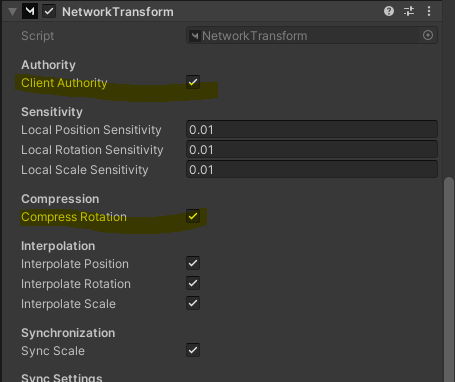 NetworkTransform
Script NetworkTransform
Authority
Client Authority
Sensitivity
Local Position Sensitivity 0.01
Local Rotation Sensitivity 0.01
Local Scale Sensitivity 0.01
Compression
Compress Rotation
Interpolation
Interpolate Position
Interpolate Rotation
Interpolate Scale
Synchronization
Sync Scale
Sync Settings